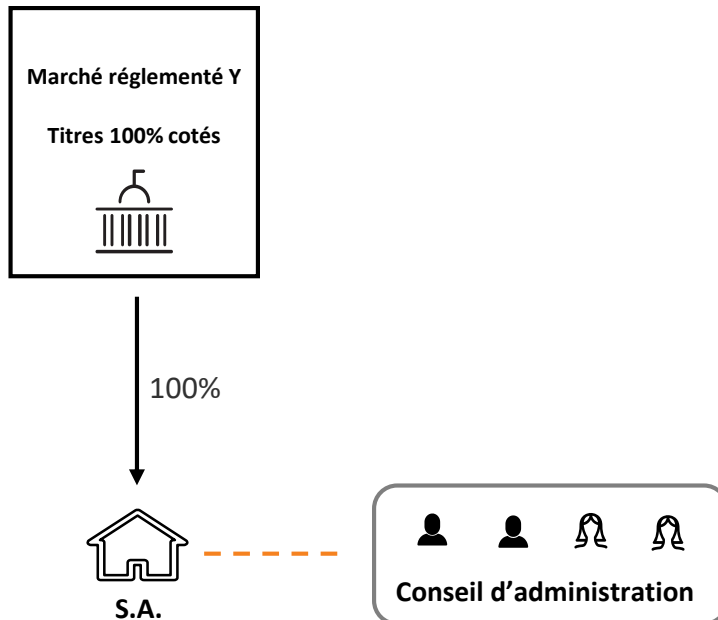 Marché réglementé Y
Titres 100% cotés
100%
S.A.
Conseil d’administration